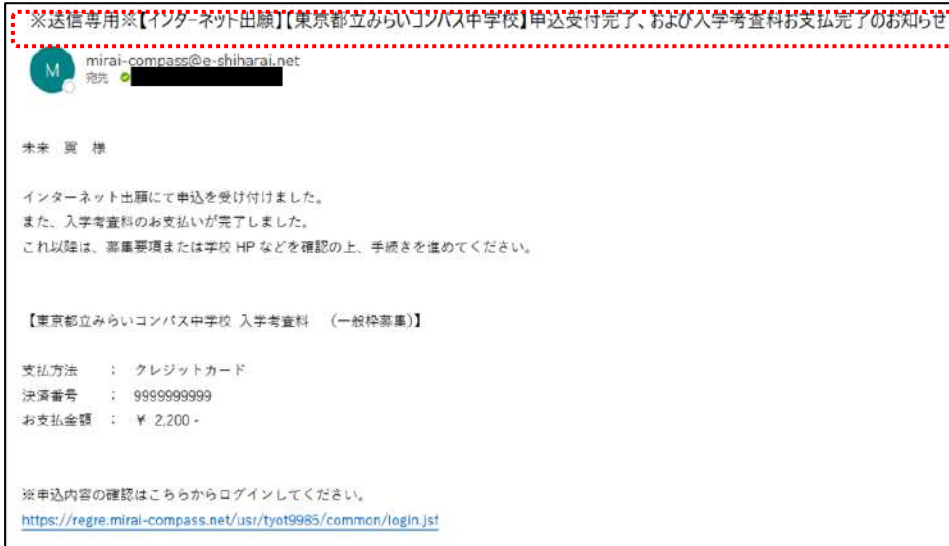 ※送信専用※【インターネット出願】【東京都立みらいコンパス中学校】申込受付完了、および入学考査料お支払完了のお知らせ
M
mirai-compass@e-shiharai.net
宛先
未来 寛 様
インターネット出願にて申込を受け付けました。
また、入学考査料のお支払いが完了しました。
これ以降は、募集要項または学校 HP などを確認の上、手続きを進めてください。
【東京都立みらいコンパス中学校 入学考査料 （一般枠募集)】
支払方法 ： クレジットカード
決済番号 ： 9999999999
お支払金額 ： ￥ 2,200 -
※申込内容の確認はこちらからログインしてください。
https://regre.mirai-compass.net/usr/tyot9985/common/login.jsf